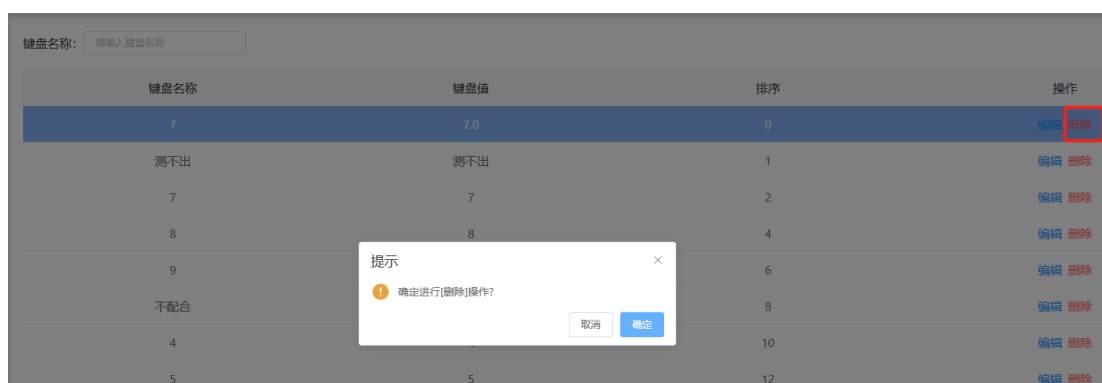 键盘名称： 请输入键盘名称
键盘名称 键盘值 排序 操作
7 7.0 0 编辑 删除
测不出 测不出 1 编辑 删除
7 7 2 编辑 删除
8 8 4 编辑 删除
9 6 编辑 删除
不配合 8 编辑 删除
4 10 编辑 删除
5 5 12 编辑 删除
提示
确定进行[删除]操作?
取消 确定